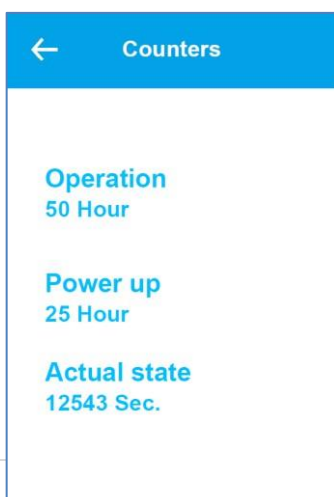 Counters
Operation
50 Hour
Power up
25 Hour
Actual state
12543 Sec.